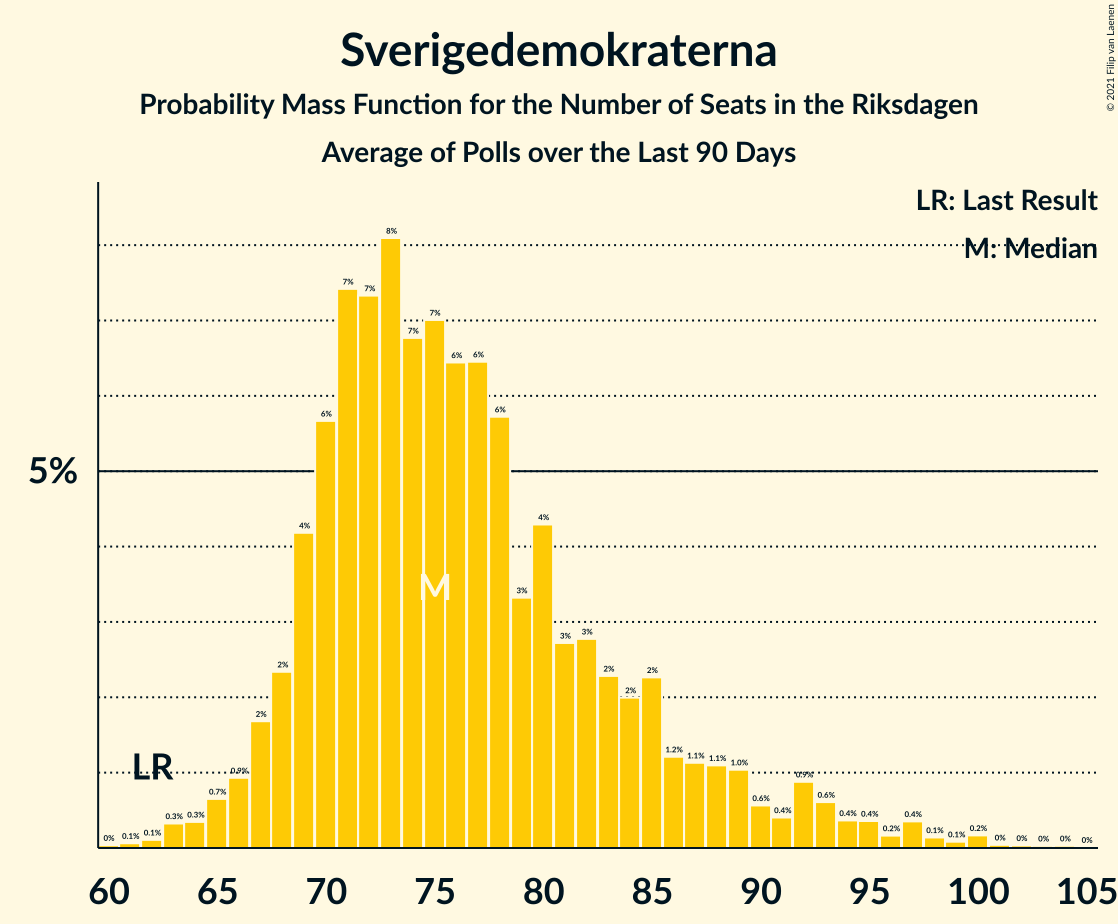 Sverigedemokraterna
Probability Mass Function for the Number of Seats in the Riksdagen
Average of Polls over the Last 90 Days
© 2021 Filip van Laenen
LR: Last Result
M: Median
5%
LR
M
0% 0.1% 0.1% 0.3% 0.3% 0.7% 0.9% 2% 2% 4% 6% 7% 7% 8% 7% 7% 6% 6% 6% 3% 4% 3% 3% 2% 2% 2% 1.2% 1.1% 1.1% 1.0% 0.6% 0.4% 0.9% 0.6% 0.4% 0.4% 0.2% 0.4% 0.1% 0.1% 0.2% 0% 0% 0% 0% 0%
60 65 70 75 80 85 90 95 100 105